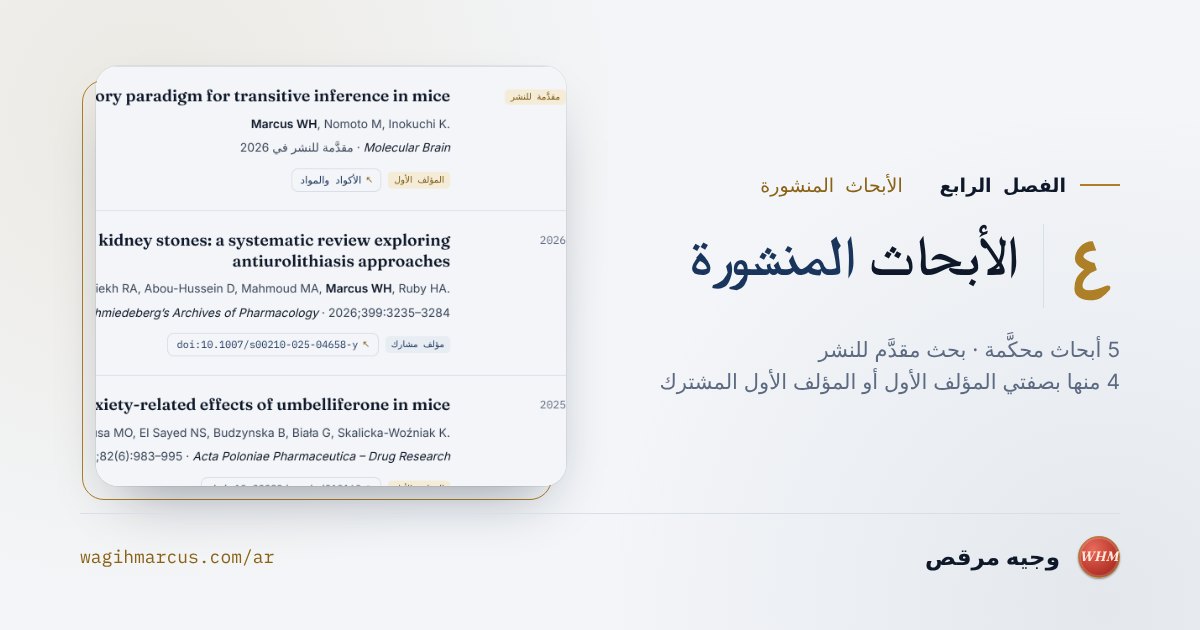 الفصل الرابع الأبحاث المنشورة
٤
الأبحاث المنشورة
5 أبحاث محكَّمة · بحث مقدَّم للنشر
4 منها بصفتي المؤلف الأول أو المؤلف الأول المشترك
مقدَّمة للنشر
ory paradigm for transitive inference in mice
Marcus WH, Nomoto M, Inokuchi K.
Molecular Brain · مقدَّمة للنشر في 2026
المؤلف الأول
الأكواد والمواد ↖
2026
kidney stones: a systematic review exploring
antiurolithiasis approaches
iekh RA, Abou-Hussein D, Mahmoud MA, Marcus WH, Ruby HA.
hmiedeberg’s Archives of Pharmacology · 2026;399:3235–3284
مؤلف مشارك
doi:10.1007/s00210-025-04658-y ↖
2025
xiety-related effects of umbelliferone in mice
usa MO, El Sayed NS, Budzynska B, Biała G, Skalicka-Woźniak K.
;82(6):983–995 · Acta Poloniae Pharmaceutica – Drug Research
WHM
وجيه مرقص
wagihmarcus.com/ar